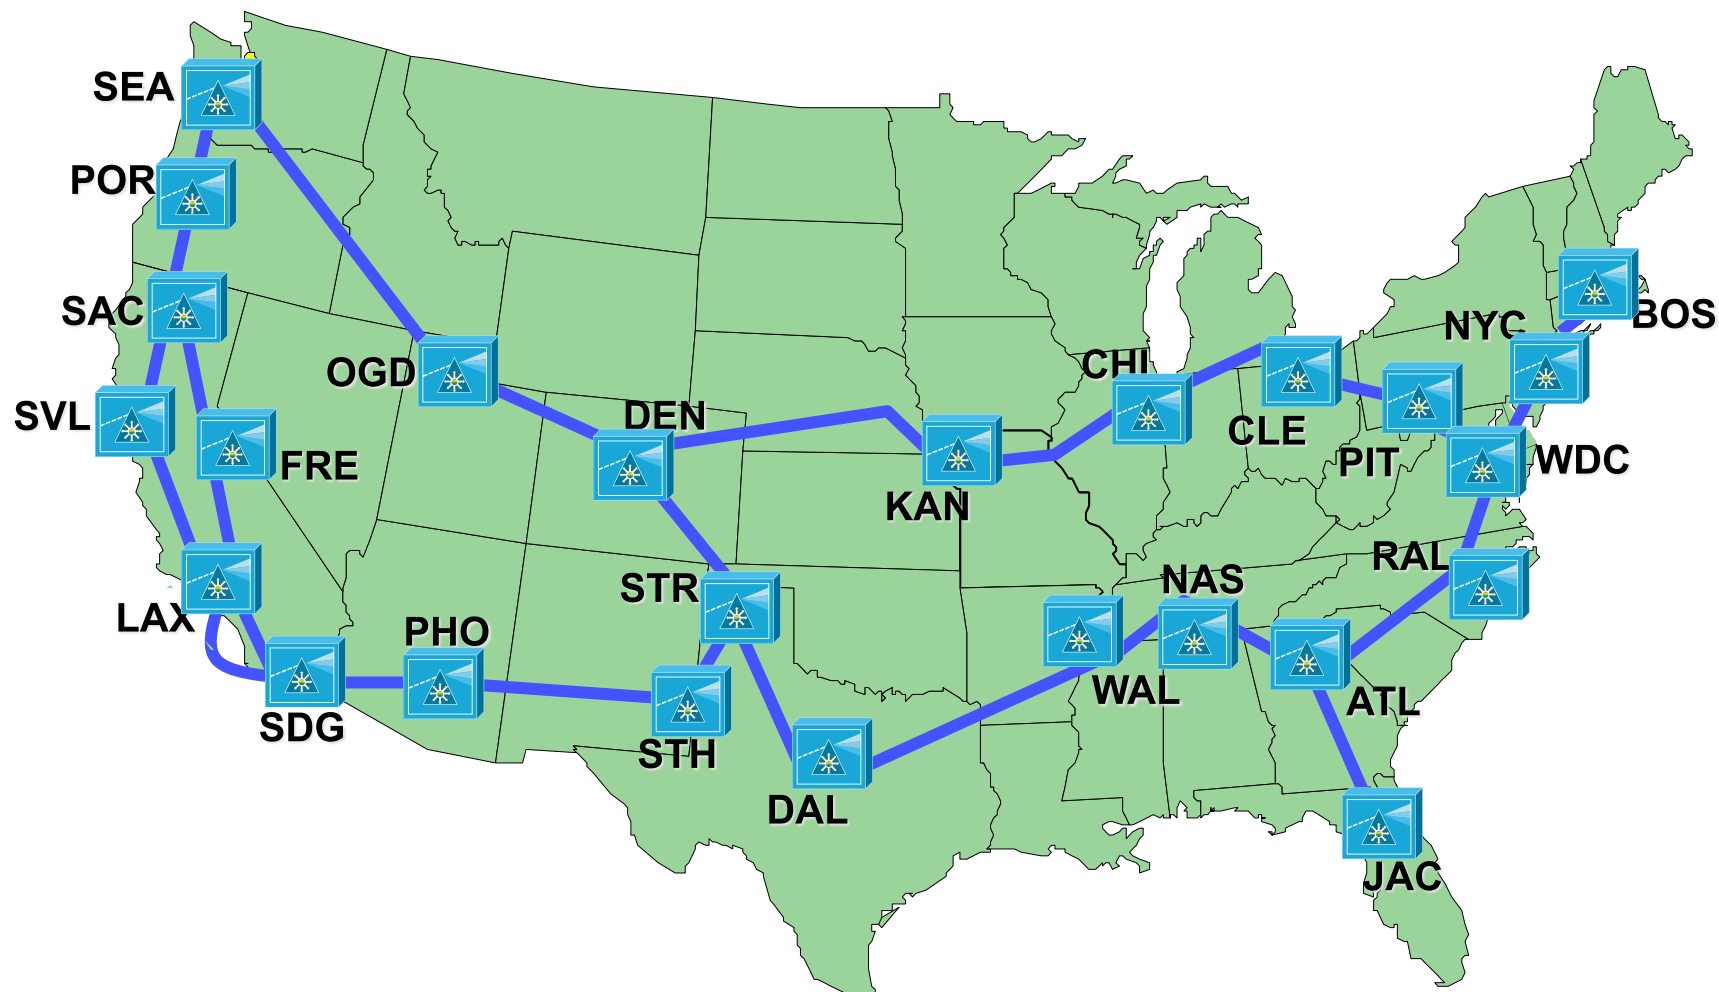 SEA
POR
SAC
OGD
SVL
FRE
DEN
CHI
NYC
BOS
CLE
PIT
WDC
KAN
RAL
NAS
STR
LAX
PHO
WAL
ATL
SDG
STH
DAL
JAC